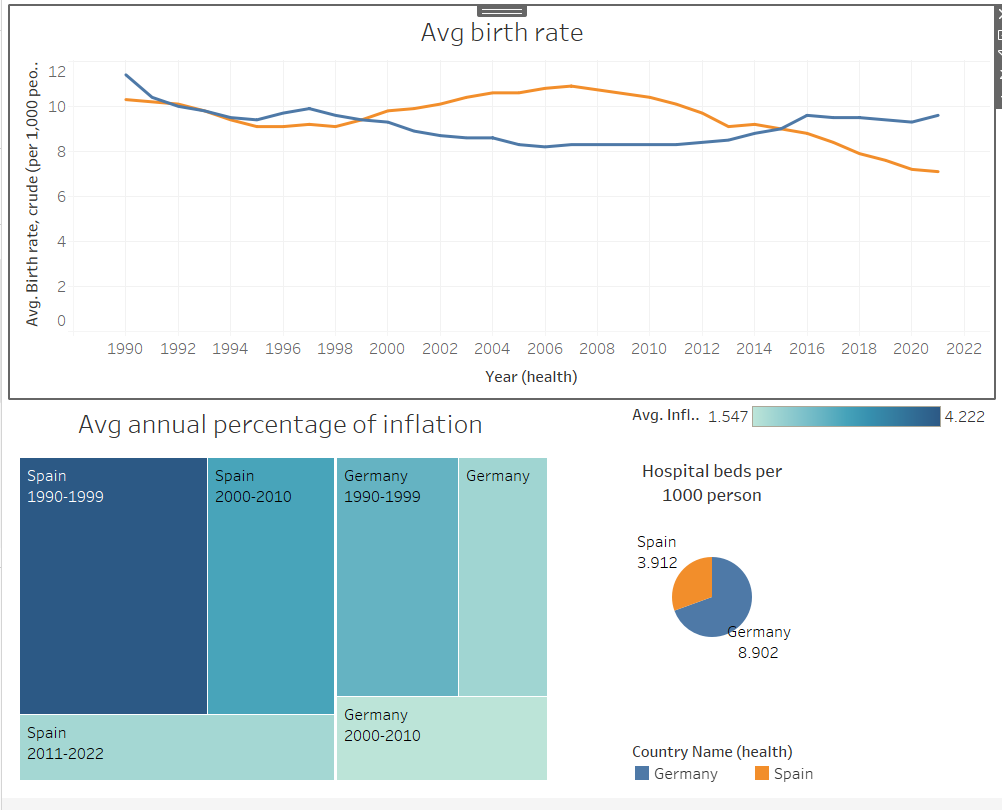 Avg birth rate
Avg. Birth rate, crude (per 1,000 peo..
12
10
8
6
4
2
0
1990 1992 1994 1996 1998 2000 2002 2004 2006 2008 2010 2012 2014 2016 2018 2020 2022
Year (health)
Avg annual percentage of inflation
Avg. Infl.. 1.547 4.222
Spain
1990-1999
Spain
2000-2010
Germany
1990-1999
Germany
Spain
2011-2022
Germany
2000-2010
Hospital beds per
1000 person
Spain
3.912
Germany
8.902
Country Name (health)
Germany Spain